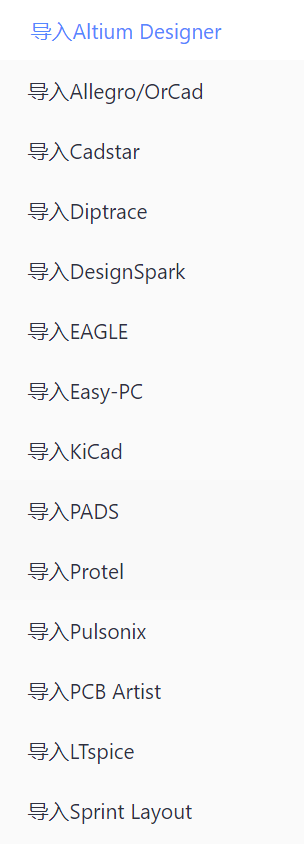 导入Altium Designer
导入Allegro/OrCad
导入Cadstar
导入Diptrace
导入DesignSpark
导入EAGLE
导入Easy-PC
导入KiCad
导入PADS
导入Protel
导入Pulsonix
导入PCB Artist
导入LTspice
导入Sprint Layout